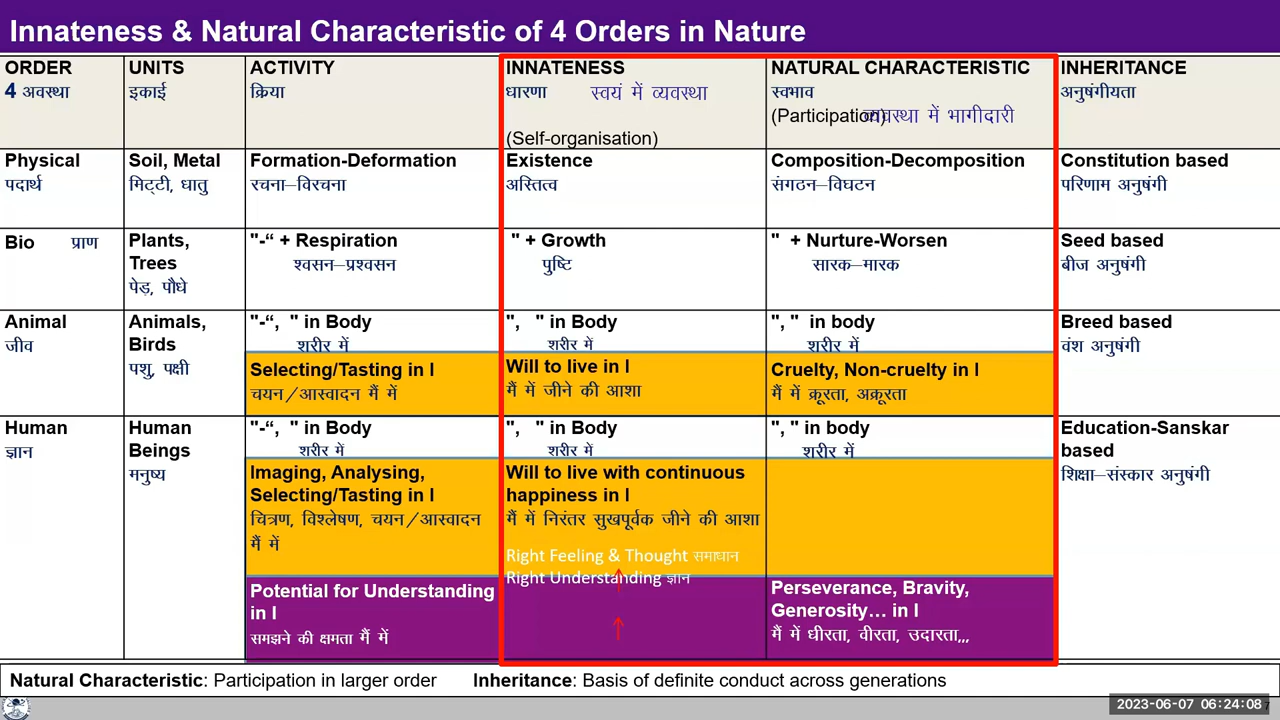 Innateness & Natural Characteristic of 4 Orders in Nature
ORDER
4 अवस्था
UNITS
इकाई
ACTIVITY
क्रिया
INNATENESS
धारणा स्वयं में व्यवस्था
(Self-organisation)
NATURAL CHARACTERISTIC
स्वभाव
(Participation) व्यवस्था में भागीदारी
INHERITANCE
अनुषंगीयता
Physical
पदार्थ
Soil, Metal
मिट्टी, धातु
Formation-Deformation
रचना–विरचना
Existence
अस्तित्व
Composition-Decomposition
संगठन–विघटन
Constitution based
परिणाम अनुषंगी
Bio प्राण
Plants,
Trees
पेड़, पौधे
"-“ + Respiration
श्वसन–प्रश्वसन
" + Growth
पुष्टि
" + Nurture-Worsen
सारक–मारक
Seed based
बीज अनुषंगी
Animal
जीव
Animals,
Birds
पशु, पक्षी
"-“, " in Body
शरीर में
Selecting/Tasting in I
चयन/आस्वादन मैं में
", " in Body
शरीर में
Will to live in I
मैं में जीने की आशा
", " in body
शरीर में
Cruelty, Non-cruelty in I
मैं में क्रूरता, अक्रूरता
Breed based
वंश अनुषंगी
Human
ज्ञान
Human
Beings
मनुष्य
"-“, " in Body
शरीर में
Imaging, Analysing,
Selecting/Tasting in I
चित्रण, विश्लेषण, चयन/आस्वादन
मैं में
Potential for Understanding
in I
समझने की क्षमता मैं में
", " in Body
शरीर में
Will to live with continuous
happiness in I
मैं में निरंतर सुखपूर्वक जीने की आशा
Right Feeling & Thought समाधान
Right Understanding ज्ञान
", " in body
शरीर में
Perseverance, Bravity,
Generosity… in I
मैं में धीरता, वीरता, उदारता,,,
Education-Sanskar
based
शिक्षा–संस्कार अनुषंगी
Natural Characteristic: Participation in larger order Inheritance: Basis of definite conduct across generations
2023-06-07 06:24:08
7